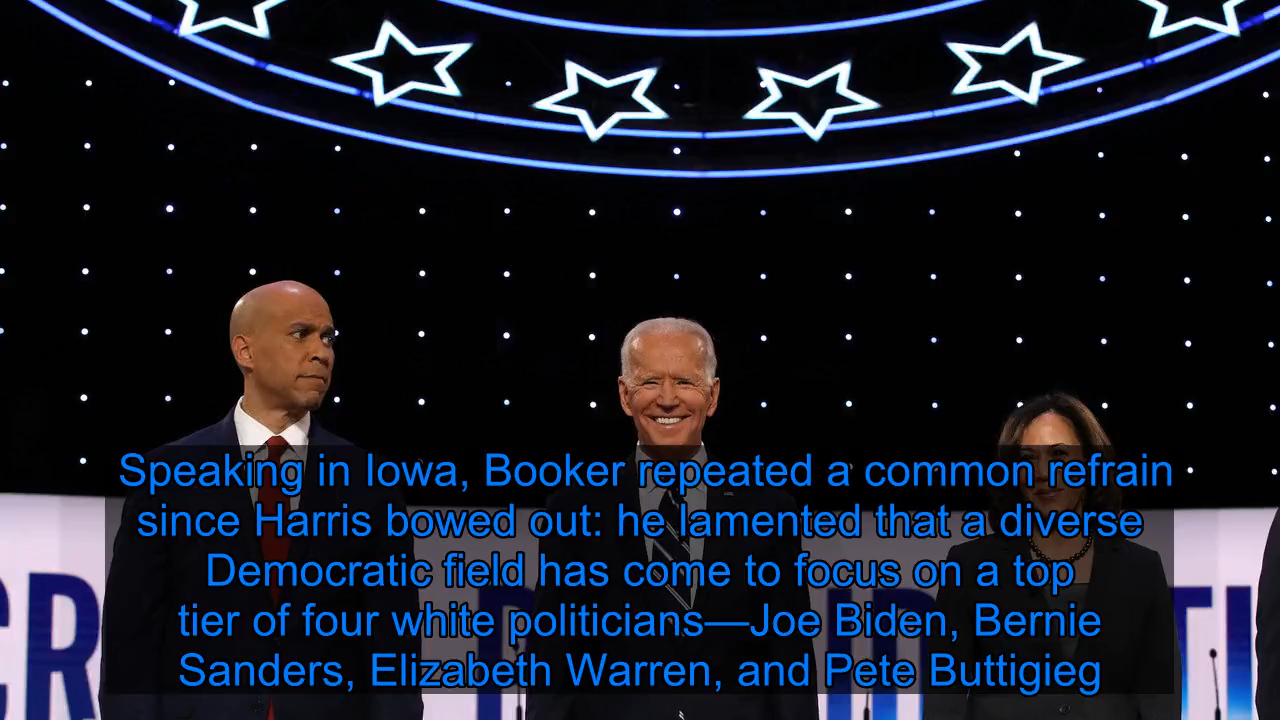 Speaking in Iowa, Booker repeated a common refrain
since Harris bowed out: he lamented that a diverse
Democratic field has come to focus on a top
tier of four white politicians—Joe Biden, Bernie
Sanders, Elizabeth Warren, and Pete Buttigieg